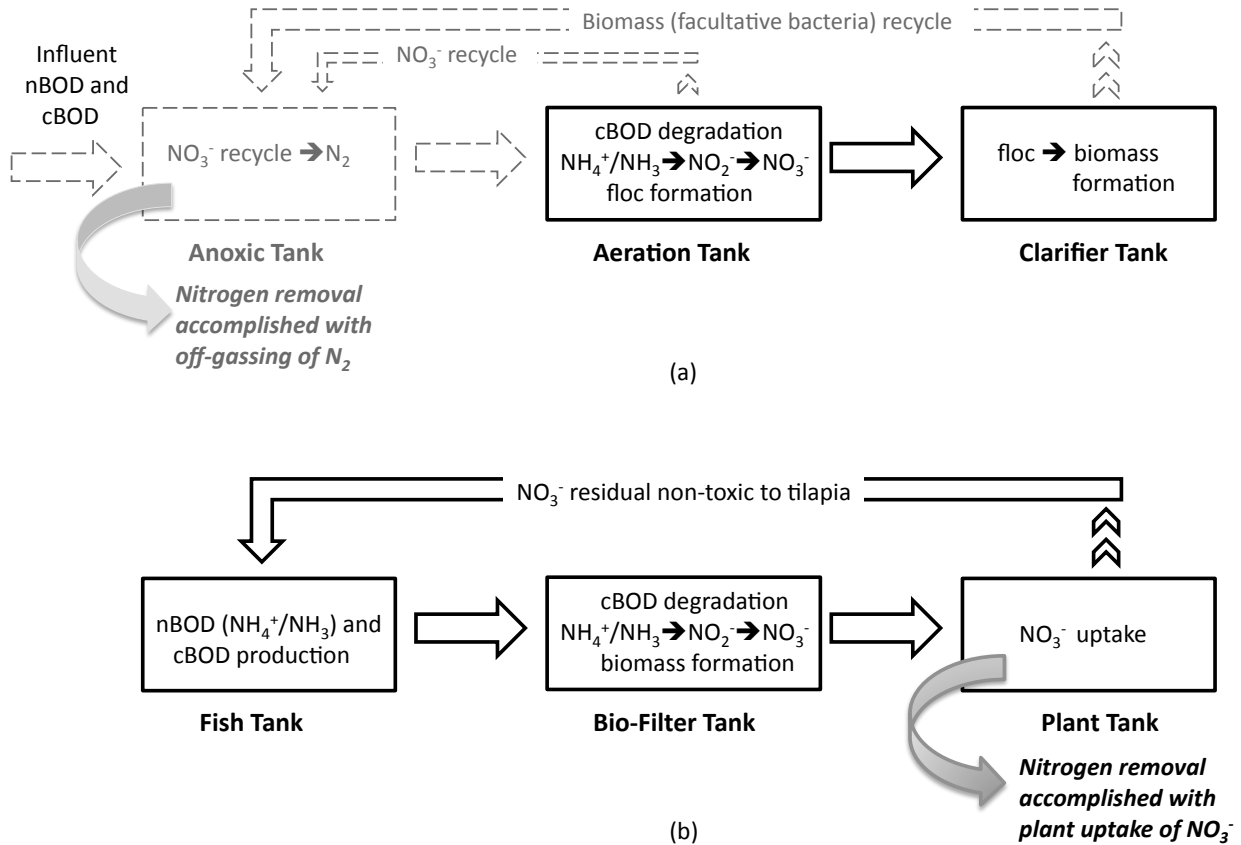 Biomass (facultative bacteria) recycle
NO₃⁻ recycle
Influent
nBOD and
cBOD
NO₃⁻ recycle ➔ N₂
Anoxic Tank
Nitrogen removal
accomplished with
off-gassing of N₂
cBOD degradation
NH₄⁺/NH₃➔NO₂⁻➔NO₃⁻
floc formation
Aeration Tank
floc ➔ biomass
formation
Clarifier Tank
(a)
NO₃⁻ residual non-toxic to tilapia
nBOD (NH₄⁺/NH₃) and
cBOD production
Fish Tank
cBOD degradation
NH₄⁺/NH₃➔NO₂⁻➔NO₃⁻
biomass formation
Bio-Filter Tank
NO₃⁻ uptake
Plant Tank
Nitrogen removal
accomplished with
plant uptake of NO₃⁻
(b)